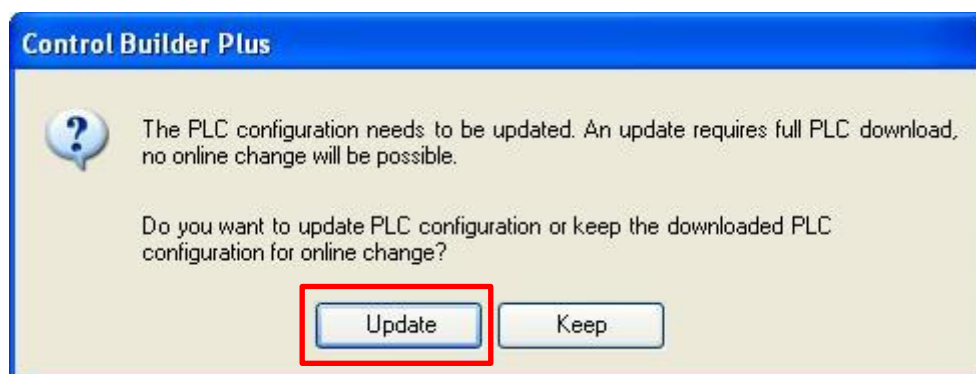 Control Builder Plus
The PLC configuration needs to be updated. An update requires full PLC download,
no online change will be possible.
Do you want to update PLC configuration or keep the downloaded PLC
configuration for online change?
Update Keep